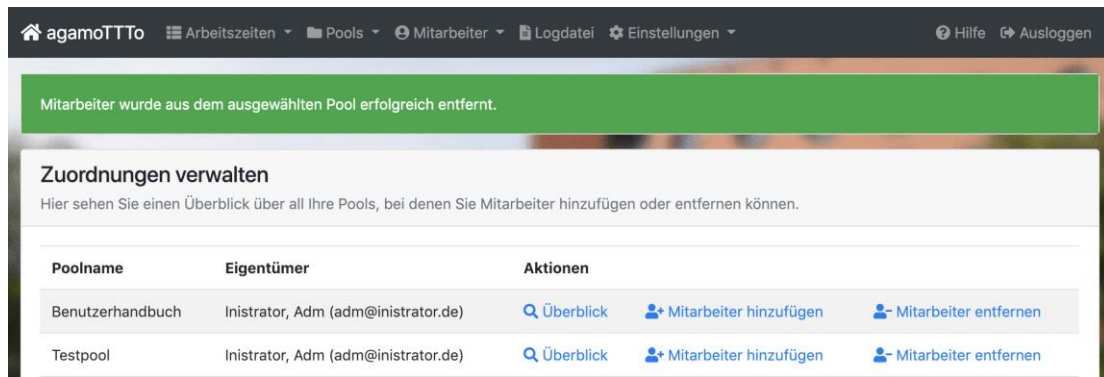 agamoTTTo Arbeitszeiten Pools Mitarbeiter Logdatei Einstellungen Hilfe Ausloggen
Mitarbeiter wurde aus dem ausgewählten Pool erfolgreich entfernt.
Zuordnungen verwalten
Hier sehen Sie einen Überblick über all Ihre Pools, bei denen Sie Mitarbeiter hinzufügen oder entfernen können.
Poolname Eigentümer Aktionen
Benutzerhandbuch Inistrator, Adm (adm@inistrator.de) Überblick Mitarbeiter hinzufügen Mitarbeiter entfernen
Testpool Inistrator, Adm (adm@inistrator.de) Überblick Mitarbeiter hinzufügen Mitarbeiter entfernen